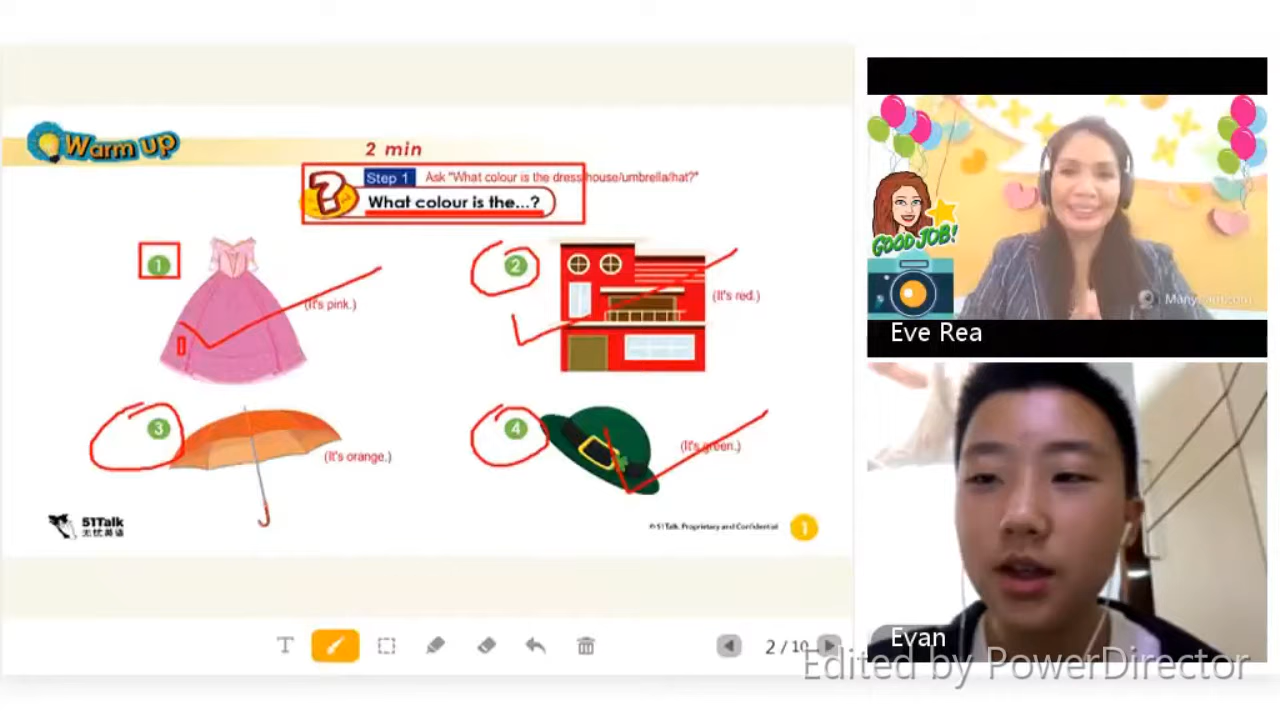 Warm up
2 min
Step 1 Ask "What colour is the dress/house/umbrella/hat?"
?
What colour is the...?
1
(It's pink.)
2
(It's red.)
3
(It's orange.)
4
(It's green.)
51Talk
无忧英语
©51Talk. Proprietary and Confidential
1
T
2 / 10
GOOD JOB!
Eve Rea
Evan
Edited by PowerDirector